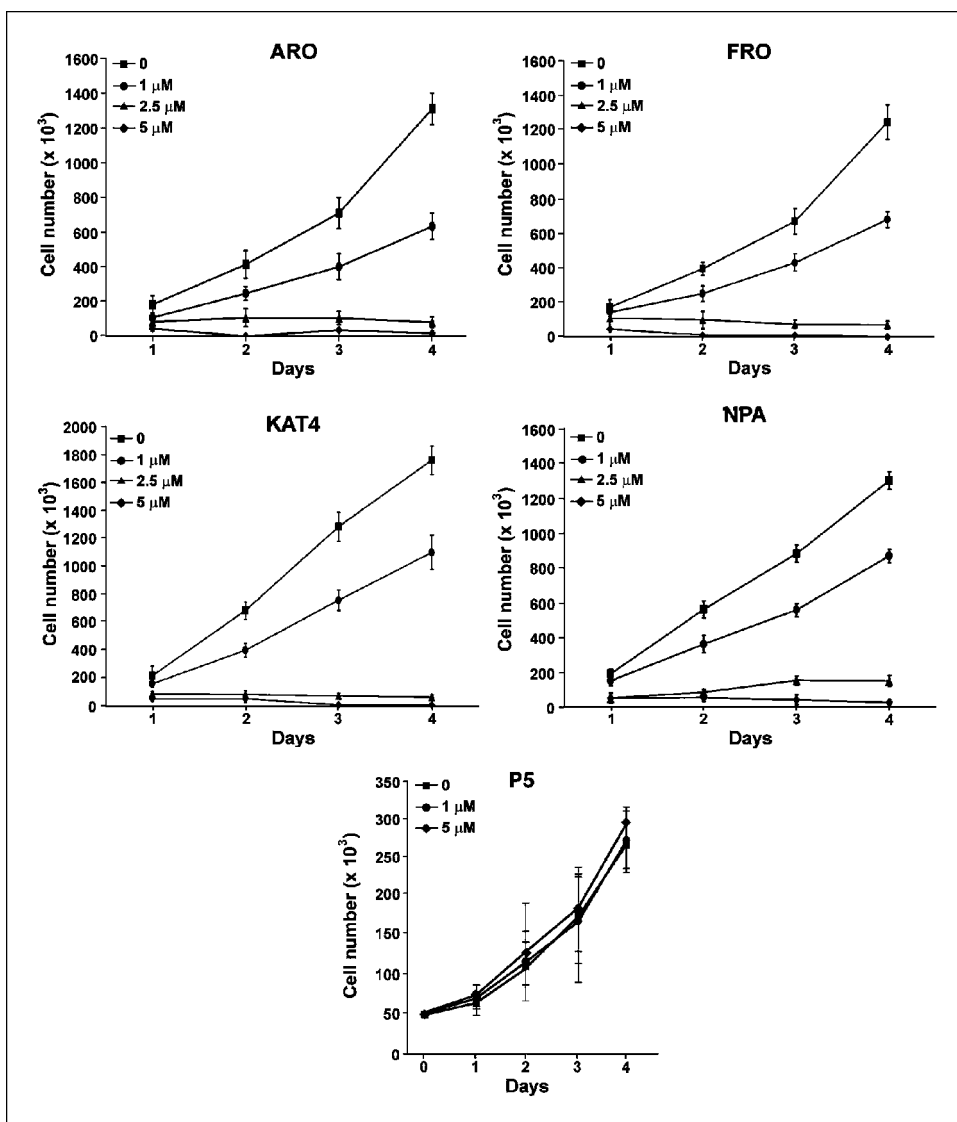 ARO
0
1 μM
2.5 μM
5 μM
1600
1400
1200
1000
800
600
400
200
0
Cell number (x 10³)
1 2 3 4
Days
FRO
0
1 μM
2.5 μM
5 μM
1600
1400
1200
1000
800
600
400
200
0
Cell number (x 10³)
1 2 3 4
Days
KAT4
0
1 μM
2.5 μM
5 μM
2000
1800
1600
1400
1200
1000
800
600
400
200
0
Cell number (x 10³)
1 2 3 4
Days
NPA
0
1 μM
2.5 μM
5 μM
1600
1400
1200
1000
800
600
400
200
0
Cell number (x 10³)
1 2 3 4
Days
P5
0
1 μM
5 μM
350
300
250
200
150
100
50
0
Cell number (x 10³)
0 1 2 3 4
Days